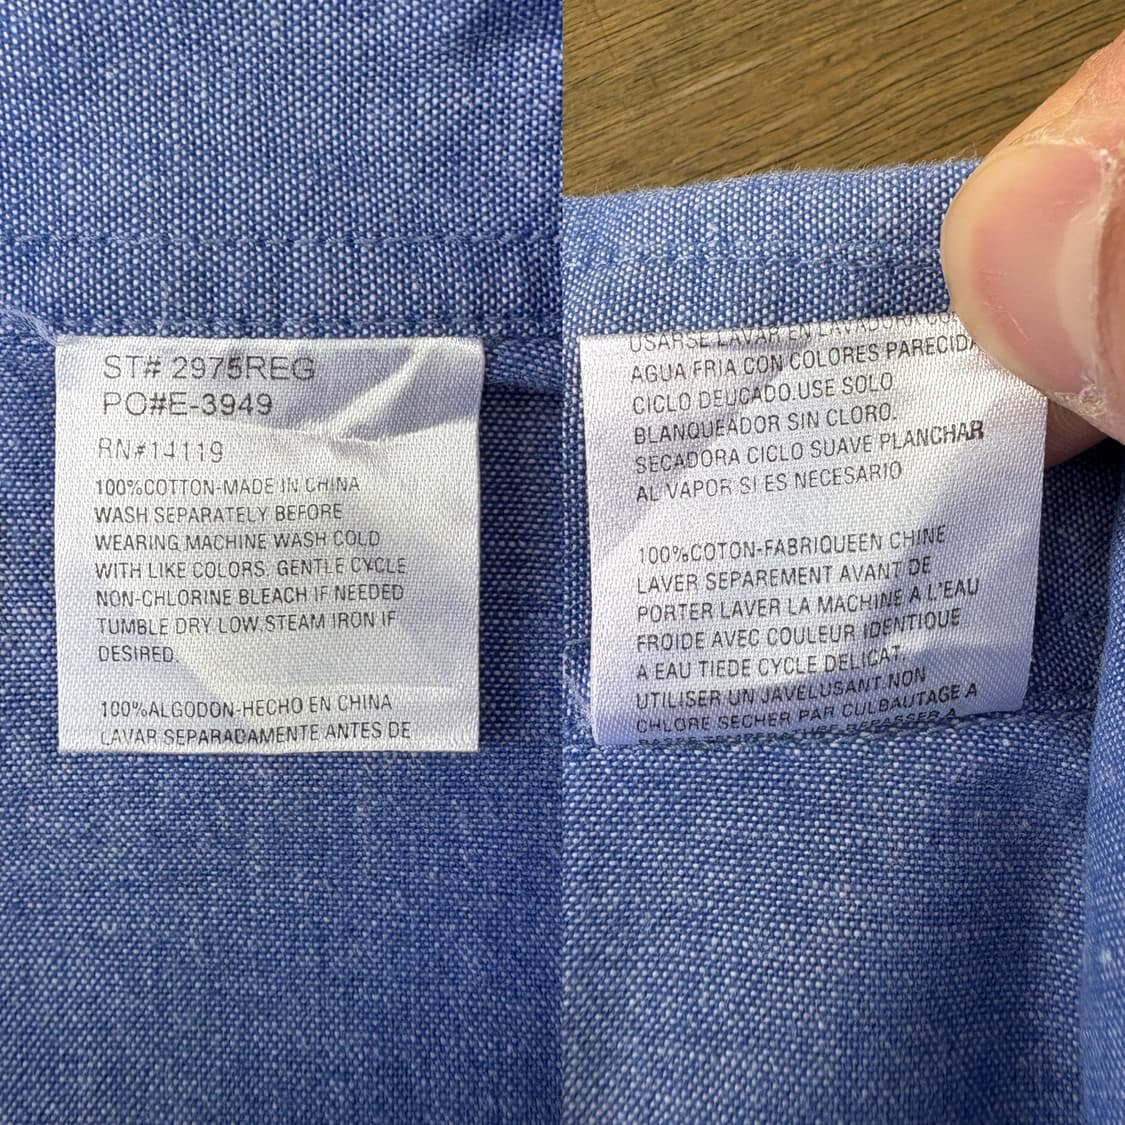 ST# 2975REG
PO#E-3949
RN#14119
100%COTTON-MADE IN CHINA
WASH SEPARATELY BEFORE
WEARING MACHINE WASH COLD
WITH LIKE COLORS. GENTLE CYCLE
NON-CHLORINE BLEACH IF NEEDED
TUMBLE DRY LOW STEAM IRON IF
DESIRED.
100%ALGODON-HECHO EN CHINA
LAVAR SEPARADAMENTE ANTES DE
USARSE LAVAR EN
AGUA FRIA CON COLORES
CICLO DELICADO.USE SOLO
BLANQUEADOR SIN CLORO.
SECADORA CICLO SUAVE PLANCHAR
AL VAPOR SI ES NECESARIO
100%COTON-FABRIQUEEN CHINE
LAVER SEPAREMENT AVANT DE
PORTER LAVER LA MACHINE A L'EAU
FROIDE AVEC COULEUR IDENTIQUE
A EAU TIEDE CYCLE DELICAT.
UTILISER UN JAVELUSANT NON
CHLORE SECHER PAR CULBAUTAGE A